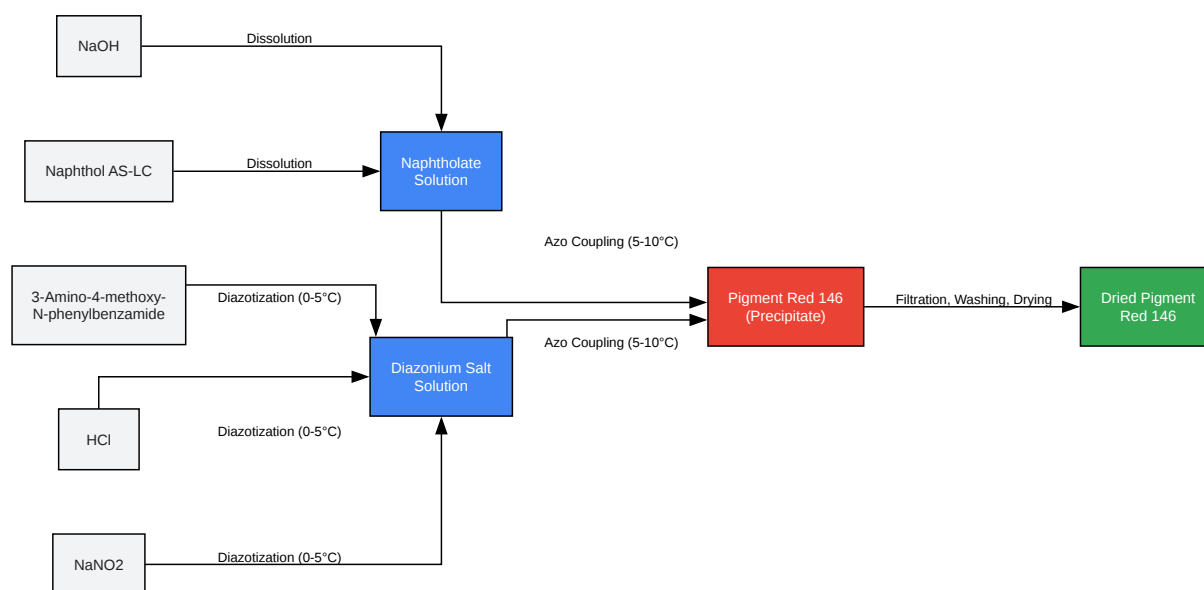 NaOH
Dissolution
Naphthol AS-LC
Dissolution
Naphtholate
Solution
Azo Coupling (5-10°C)
3-Amino-4-methoxy-
N-phenylbenzamide
Diazotization (0-5°C)
Pigment Red 146
(Precipitate)
Filtration, Washing, Drying
Dried Pigment
Red 146
Azo Coupling (5-10°C)
Diazonium Salt
Solution
HCl
Diazotization (0-5°C)
NaNO2
Diazotization (0-5°C)